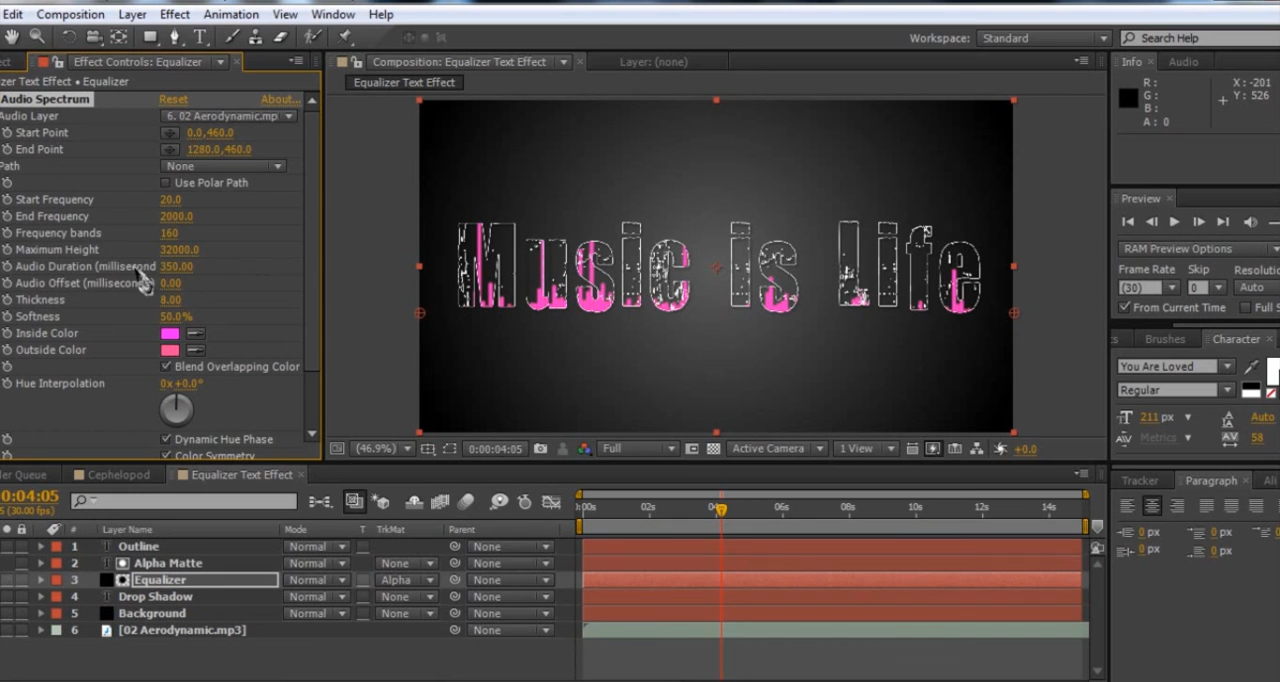 Edit Composition Layer Effect Animation View Window Help
Workspace: Standard Search Help
Effect Controls: Equalizer
zer Text Effect • Equalizer
Audio Spectrum Reset About...
Audio Layer 6. 02 Aerodynamic.mp
Start Point 0.0,460.0
End Point 1280.0,460.0
Path None
Use Polar Path
Start Frequency 20.0
End Frequency 2000.0
Frequency bands 160
Maximum Height 32000.0
Audio Duration (millisecond 350.00
Audio Offset (millisecon 0.00
Thickness 8.00
Softness 50.0%
Inside Color
Outside Color
Blend Overlapping Color
Hue Interpolation 0x+0.0°
Dynamic Hue Phase
Color Symmetry
Composition: Equalizer Text Effect Layer: (none)
Equalizer Text Effect
Music is Life
(46.9%) 0:00:04:05 Full Active Camera 1 View +0.0
Info Audio
R: X: -201
G: Y: 526
B:
A: 0
Preview
RAM Preview Options
Frame Rate Skip Resoluti
(30) 0 Auto
From Current Time Full S
Brushes Character
You Are Loved
Regular
211 px Auto
Metrics 58
er Queue Cephelopod Equalizer Text Effect
0:04:05
(30.00 fps)
:00s 02s 04 06s 08s 10s 12s 14s
# Layer Name Mode T TrkMat Parent
1 Outline Normal None
2 Alpha Matte Normal None None
3 Equalizer Normal Alpha None
4 Drop Shadow Normal None None
5 Background Normal None None
6 [02 Aerodynamic.mp3] None
Tracker Paragraph Ali
0 px 0 px
0 px 0 px